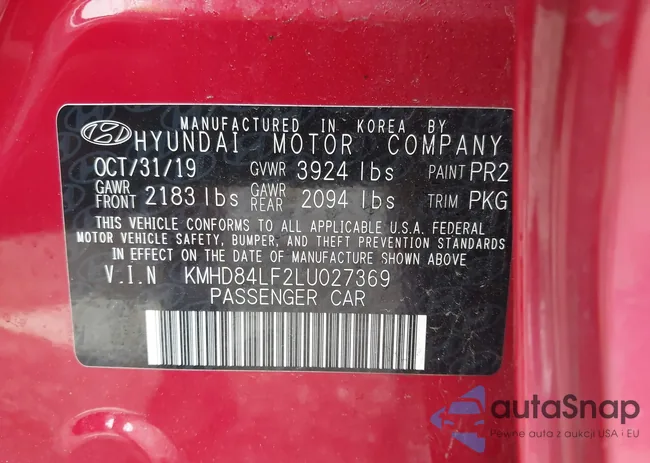 MANUFACTURED IN KOREA BY
HYUNDAI MOTOR COMPANY
OCT/31/19 GVWR 3924 lbs PAINT PR2
GAWR FRONT 2183 lbs GAWR REAR 2094 lbs TRIM PKG
THIS VEHICLE CONFORMS TO ALL APPLICABLE U.S.A. FEDERAL
MOTOR VEHICLE SAFETY, BUMPER, AND THEFT PREVENTION STANDARDS
IN EFFECT ON THE DATE OF MANUFACTURE SHOWN ABOVE.
V.I.N KMHD84LF2LU027369
PASSENGER CAR
autaSnap
Pewne auta z aukcji USA i EU